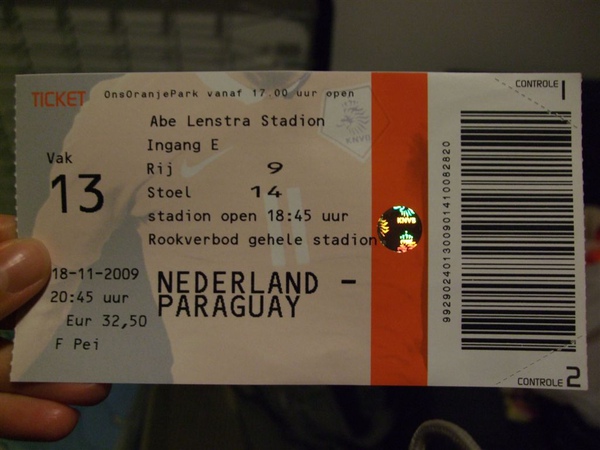 TICKET OnsOranjePark vanaf 17.00 uur open
Abe Lenstra Stadion
Ingang E
Vak
13
Rij 9
Stoel 14
stadion open 18:45 uur
Rookverbod gehele stadion
18-11-2009
20:45 uur
Eur 32,50
F Pei
NEDERLAND -
PARAGUAY
KNVB
KNVB
CONTROLE 1
992902401300901410082820
CONTROLE 2